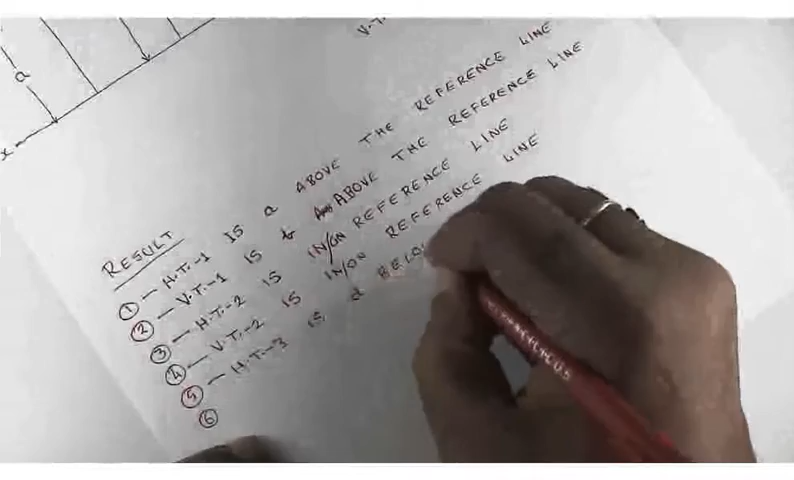 a
x
V.T.
RESULT
① — H.T.-1 IS a ABOVE THE REFERENCE LINE
② — V.T.-1 IS b ABOVE THE REFERENCE LINE
③ — H.T.-2 IS IN/ON REFERENCE LINE
④ — V.T.-2 IS IN/ON REFERENCE LINE
⑤ — H.T.-3 IS d BELO
⑥